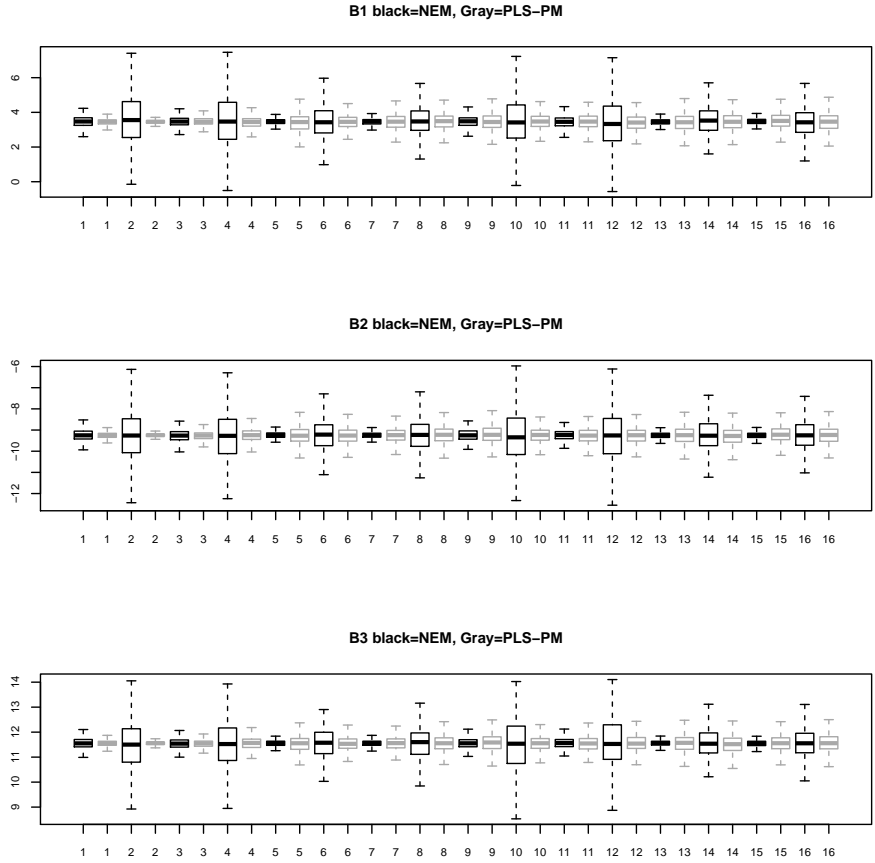 B1 black=NEM, Gray=PLS−PM
6
4
2
0
1 1 2 2 3 3 4 4 5 5 6 6 7 7 8 8 9 9 10 10 11 11 12 12 13 13 14 14 15 15 16 16
B2 black=NEM, Gray=PLS−PM
−6
−8
−10
−12
1 1 2 2 3 3 4 4 5 5 6 6 7 7 8 8 9 9 10 10 11 11 12 12 13 13 14 14 15 15 16 16
B3 black=NEM, Gray=PLS−PM
14
13
12
11
10
9
1 1 2 2 3 3 4 4 5 5 6 6 7 7 8 8 9 9 10 10 11 11 12 12 13 13 14 14 15 15 16 16